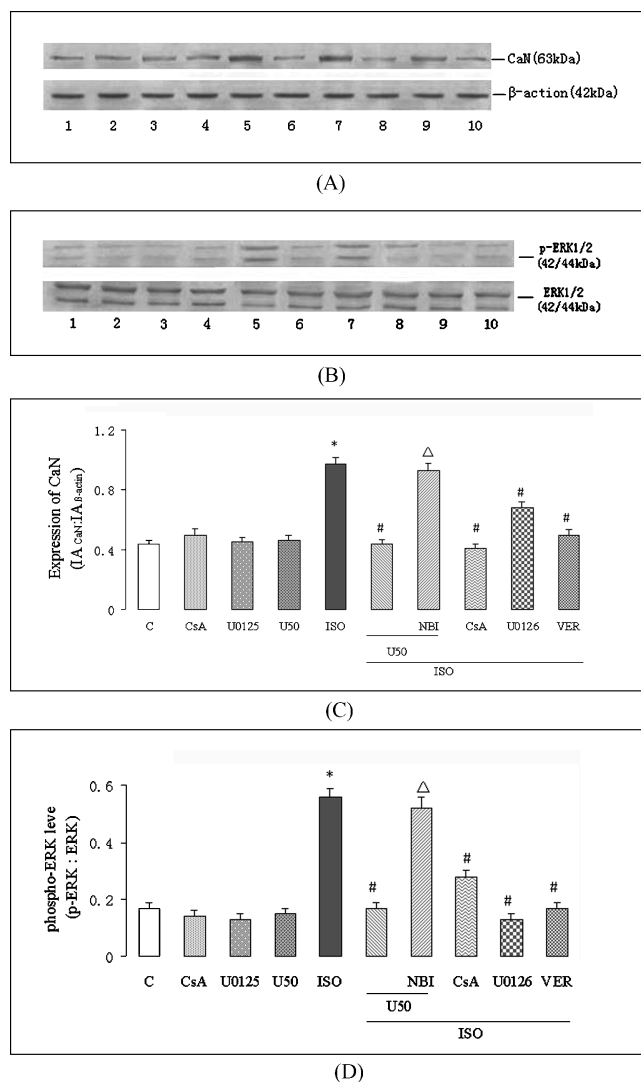 CaN(63kDa)
β-action(42kDa)
1 2 3 4 5 6 7 8 9 10
(A)
p-ERK1/2
(42/44kDa)
ERK1/2
(42/44kDa)
1 2 3 4 5 6 7 8 9 10
(B)
Expression of CaN
(IA CaN:IA β-actin)
1.2
0.8
0.4
0
* # △ # # #
C CsA U0125 U50 ISO NBI CsA U0126 VER
U50
ISO
(C)
phospho-ERK leve
(p-ERK : ERK)
0.6
0.4
0.2
0
* # △ # # #
C CsA U0125 U50 ISO NBI CsA U0126 VER
U50
ISO
(D)